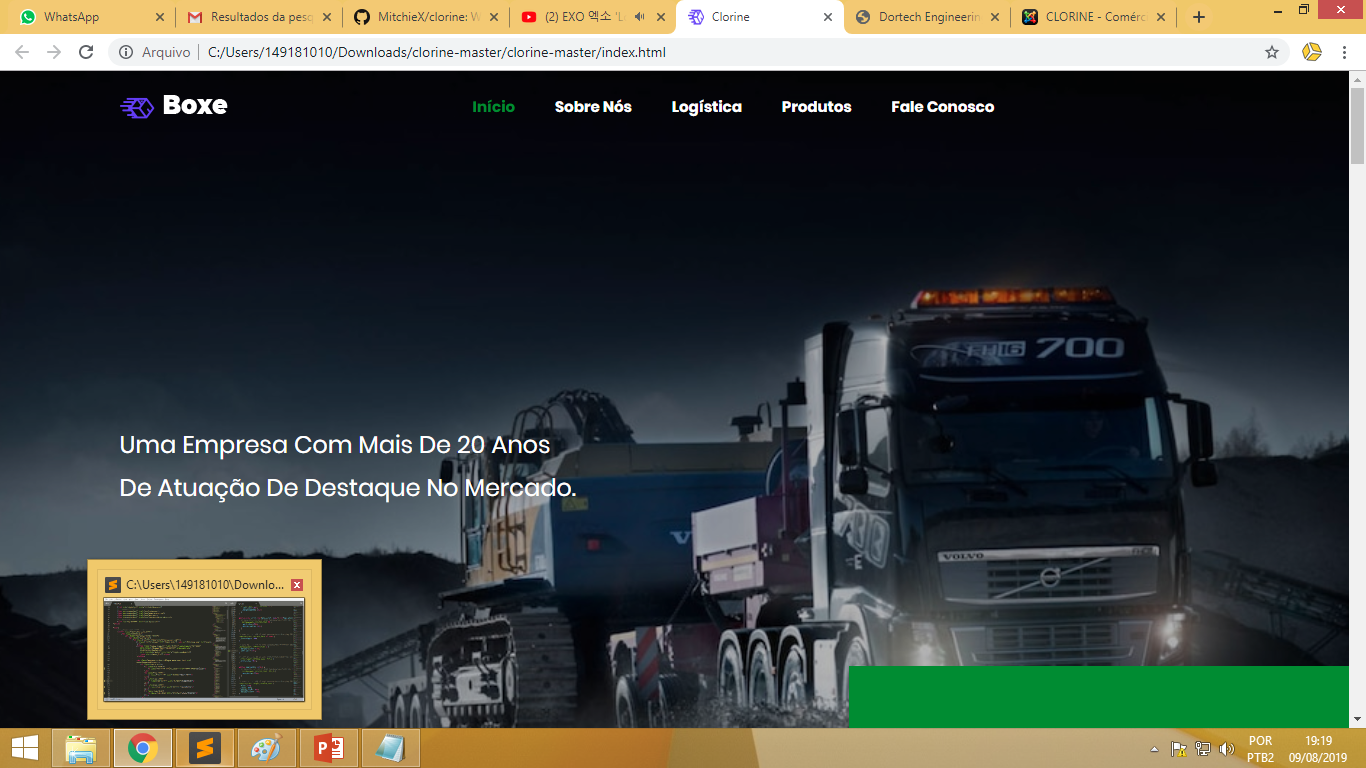 WhatsApp
Resultados da pesq
MitchieX/clorine: W
(2) EXO 엑소 'L
Clorine
Dortech Engineerin
CLORINE - Comérc
Arquivo
C:/Users/149181010/Downloads/clorine-master/clorine-master/index.html
Boxe
Início
Sobre Nós
Logística
Produtos
Fale Conosco
700
Uma Empresa Com Mais De 20 Anos
De Atuação De Destaque No Mercado.
VOLVO
C:\Users\149181010\Downlo...
POR
PTB2
19:19
09/08/2019